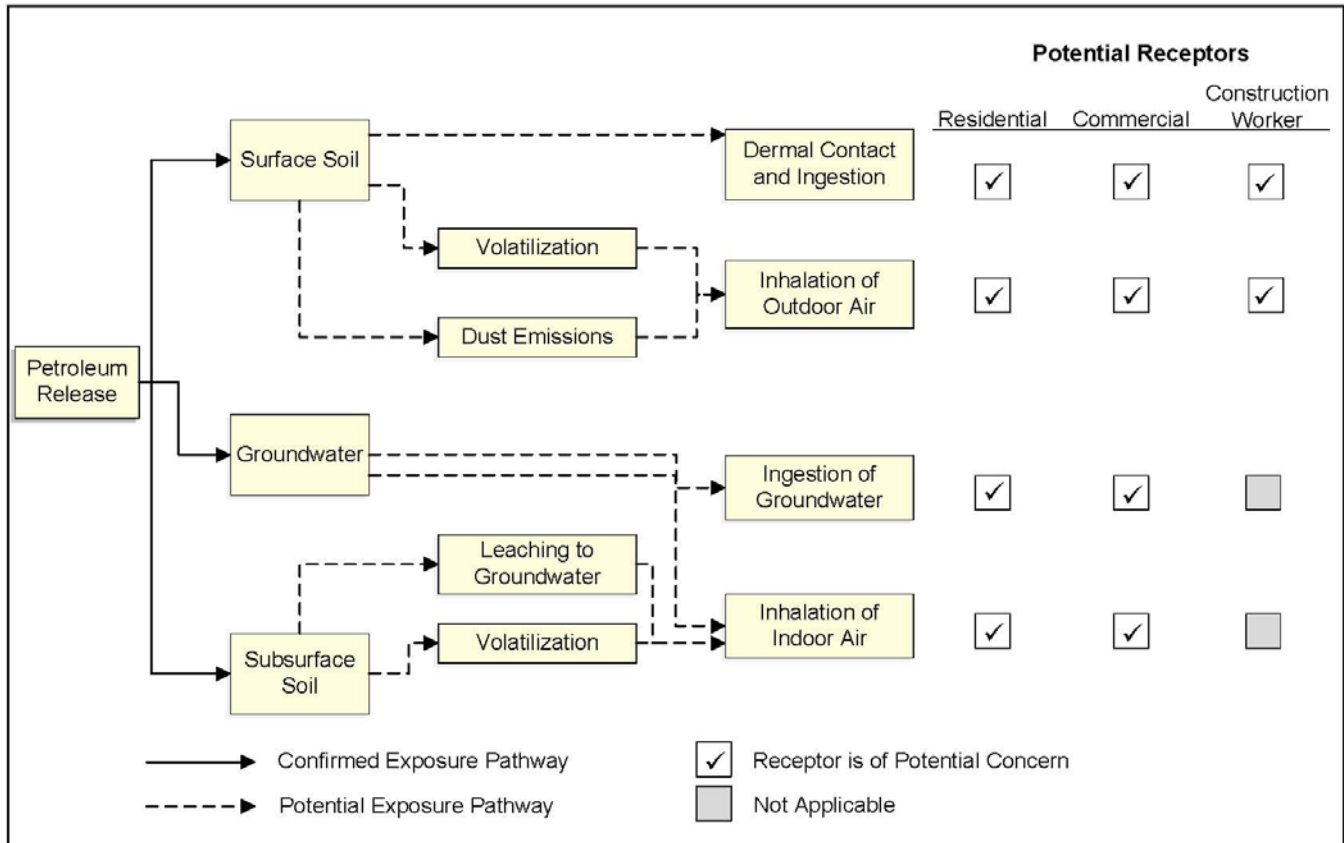 Potential Receptors
Residential
Commercial
Construction
Worker
Surface Soil
Dermal Contact
and Ingestion
Volatilization
Inhalation of
Outdoor Air
Dust Emissions
Petroleum
Release
Groundwater
Ingestion of
Groundwater
Leaching to
Groundwater
Inhalation of
Indoor Air
Volatilization
Subsurface
Soil
Confirmed Exposure Pathway
Receptor is of Potential Concern
Potential Exposure Pathway
Not Applicable